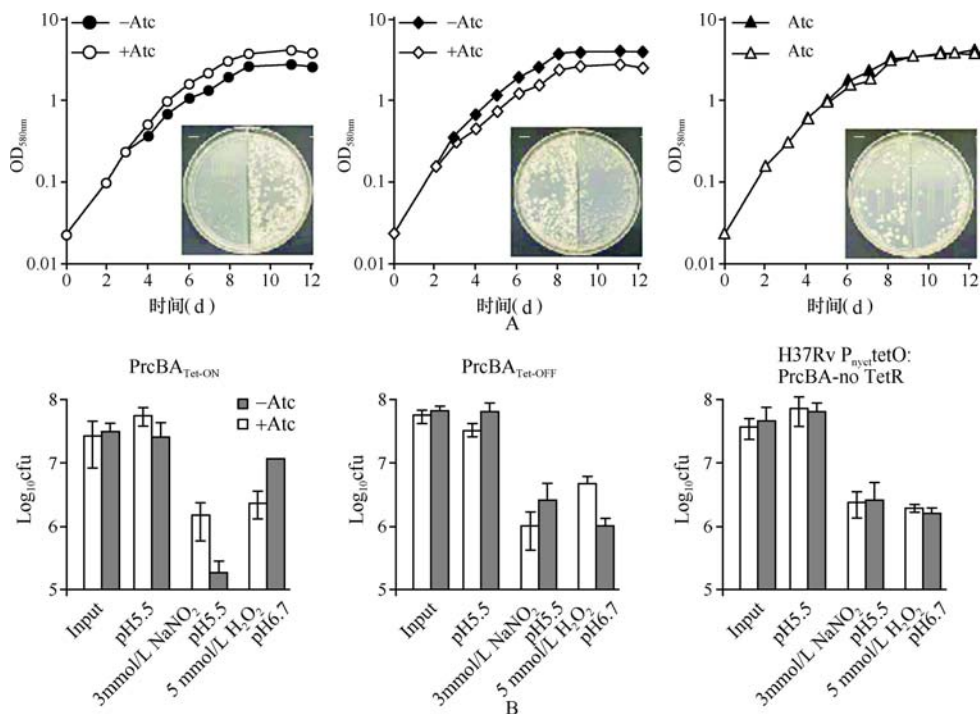 10
1
0.1
0.01
OD580nm
−Atc
+Atc
0 2 4 6 8 10 12
时间(d)
10
1
0.1
0.01
OD580nm
−Atc
+Atc
0 2 4 6 8 10 12
时间(d)
10
1
0.1
0.01
OD580nm
Atc
Atc
0 2 4 6 8 10 12
时间(d)
A
PrcBATet-ON
8
7
6
5
Log10cfu
−Atc
+Atc
Input
pH5.5
3mmol/L NaNO2
pH5.5
5 mmol/L H2O2
pH6.7
PrcBATet-OFF
8
7
6
5
Log10cfu
Input
pH5.5
3mmol/L NaNO2
pH5.5
5 mmol/L H2O2
pH6.7
H37Rv PnyettetO:
PrcBA-no TetR
8
7
6
5
Log10cfu
Input
pH5.5
3mmol/L NaNO2
pH5.5
5 mmol/L H2O2
pH6.7
B